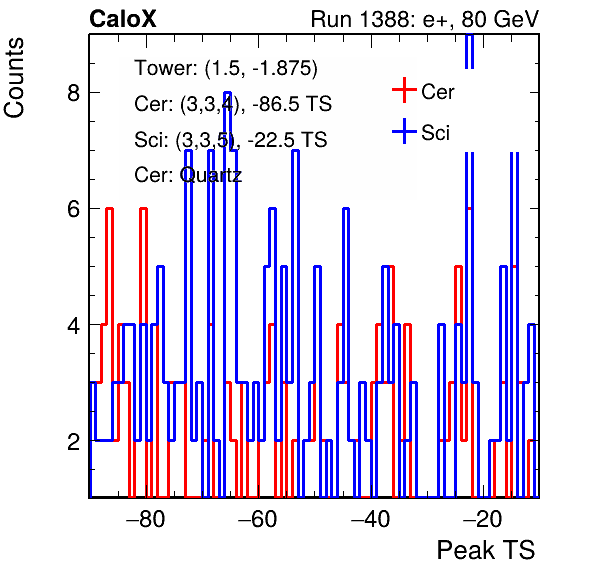 CaloX Run 1388: e+, 80 GeV
Counts
Tower: (1.5, -1.875)
Cer: (3,3,4), -86.5 TS
Sci: (3,3,5), -22.5 TS
Cer: Quartz
Cer
Sci
8
6
4
2
−80 −60 −40 −20
Peak TS